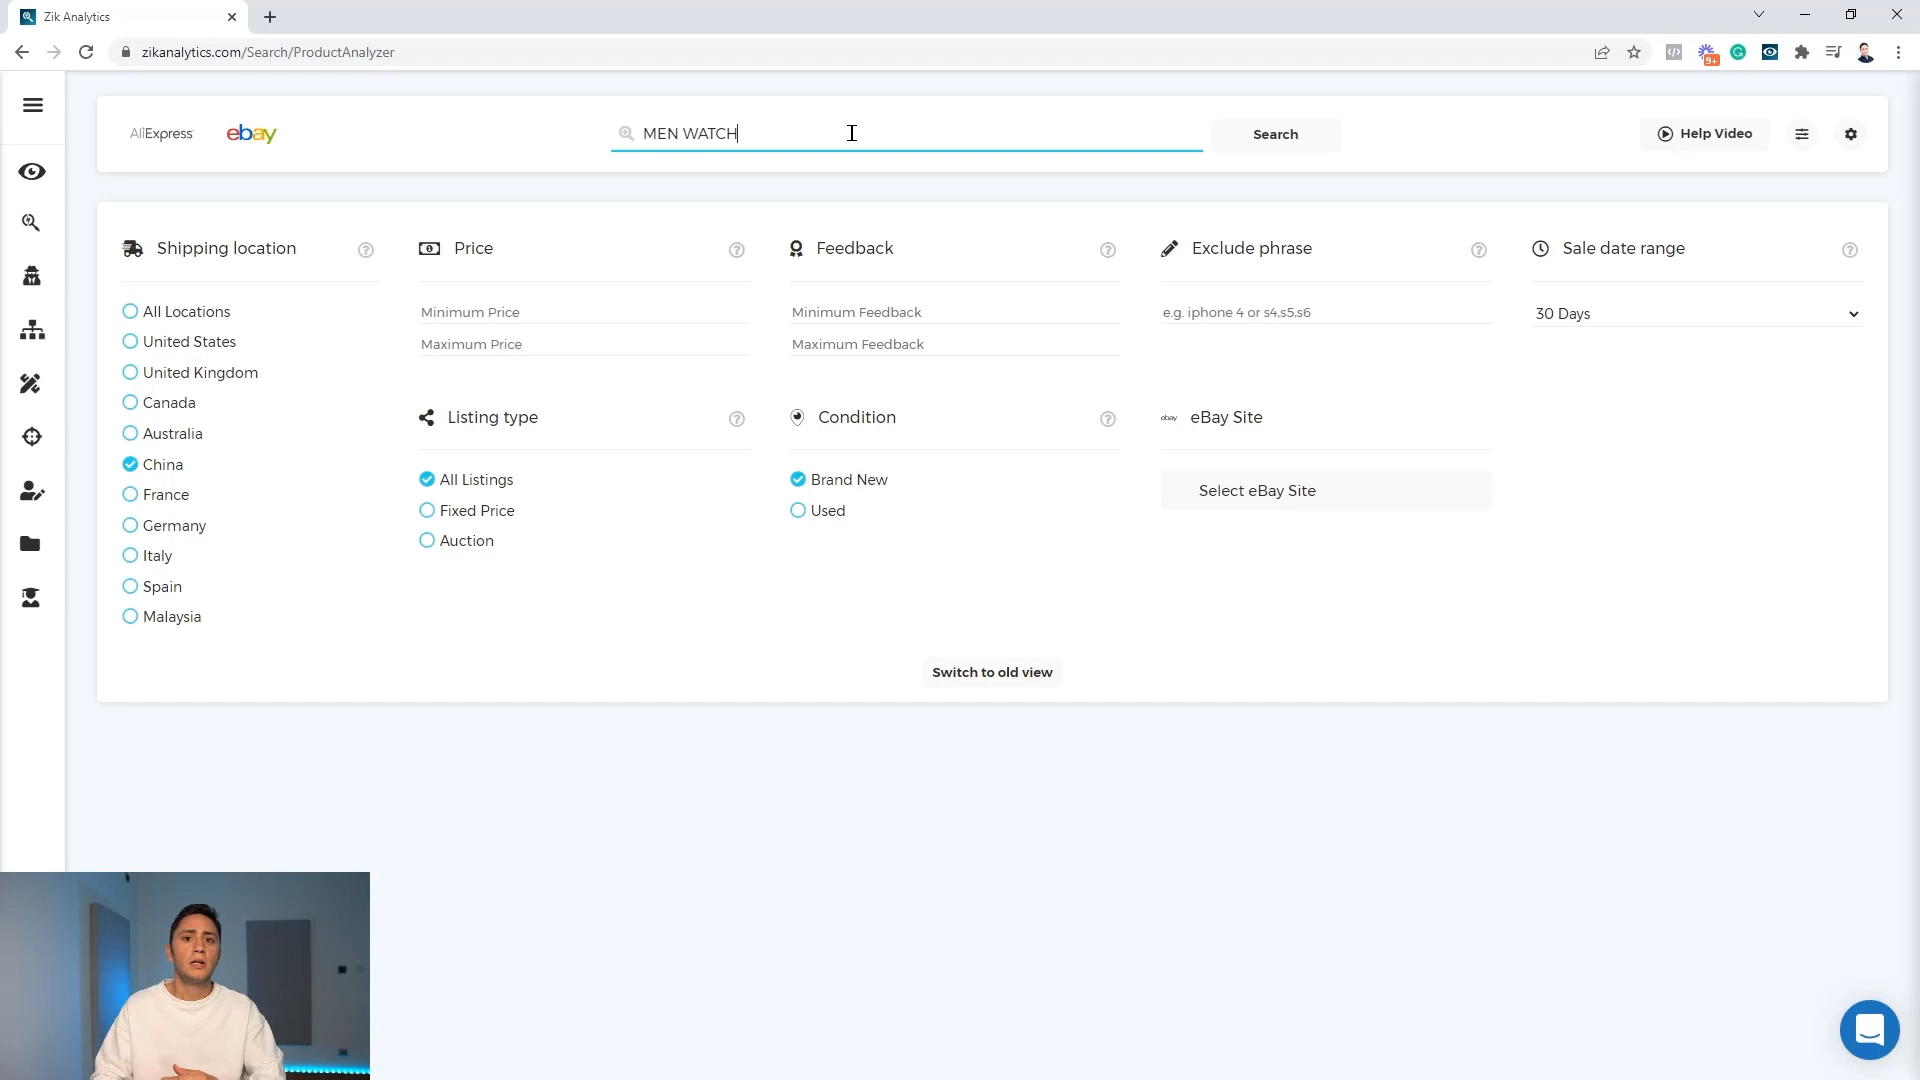 Zik Analytics
zikanalytics.com/Search/ProductAnalyzer
9+
AliExpress
ebay
MEN WATCH
Search
Help Video
Shipping location
All Locations
United States
United Kingdom
Canada
Australia
China
France
Germany
Italy
Spain
Malaysia
Price
Minimum Price
Maximum Price
Listing type
All Listings
Fixed Price
Auction
Feedback
Minimum Feedback
Maximum Feedback
Condition
Brand New
Used
Exclude phrase
e.g. iphone 4 or s4,s5,s6
ebay eBay Site
Select eBay Site
Sale date range
30 Days
Switch to old view